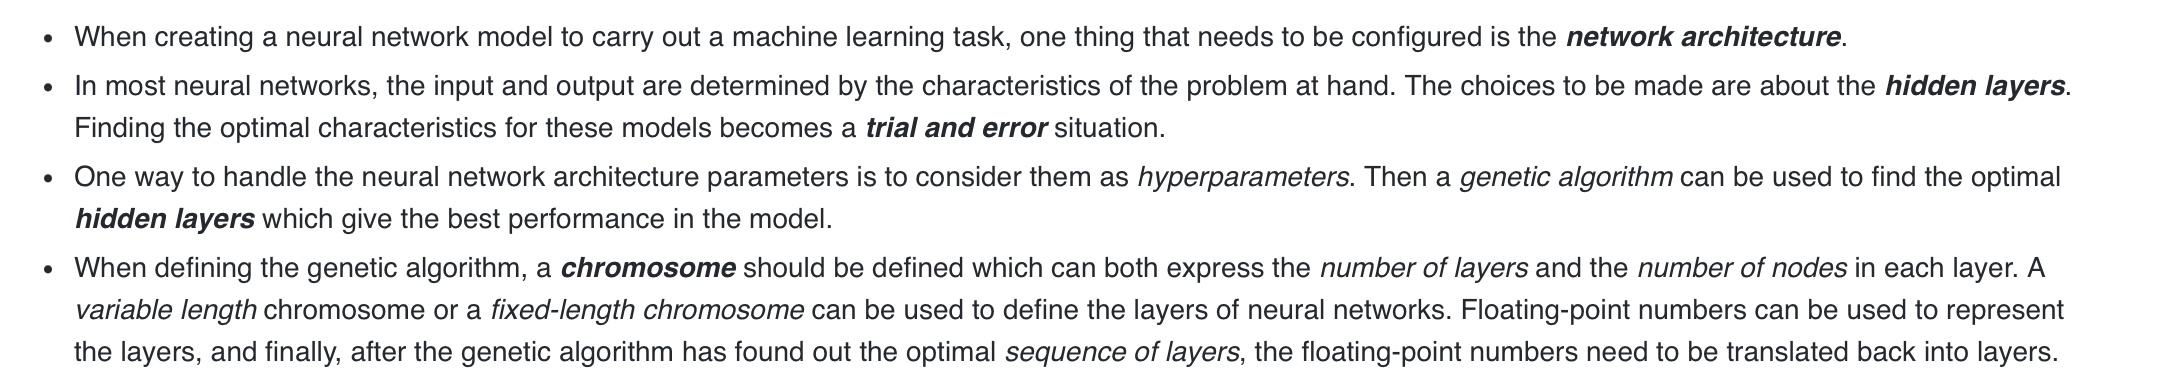 • When creating a neural network model to carry out a machine learning task, one thing that needs to be configured is the network architecture.
• In most neural networks, the input and output are determined by the characteristics of the problem at hand. The choices to be made are about the hidden layers.
Finding the optimal characteristics for these models becomes a trial and error situation.
• One way to handle the neural network architecture parameters is to consider them as hyperparameters. Then a genetic algorithm can be used to find the optimal
hidden layers which give the best performance in the model.
• When defining the genetic algorithm, a chromosome should be defined which can both express the number of layers and the number of nodes in each layer. A
variable length chromosome or a fixed-length chromosome can be used to define the layers of neural networks. Floating-point numbers can be used to represent
the layers, and finally, after the genetic algorithm has found out the optimal sequence of layers, the floating-point numbers need to be translated back into layers.